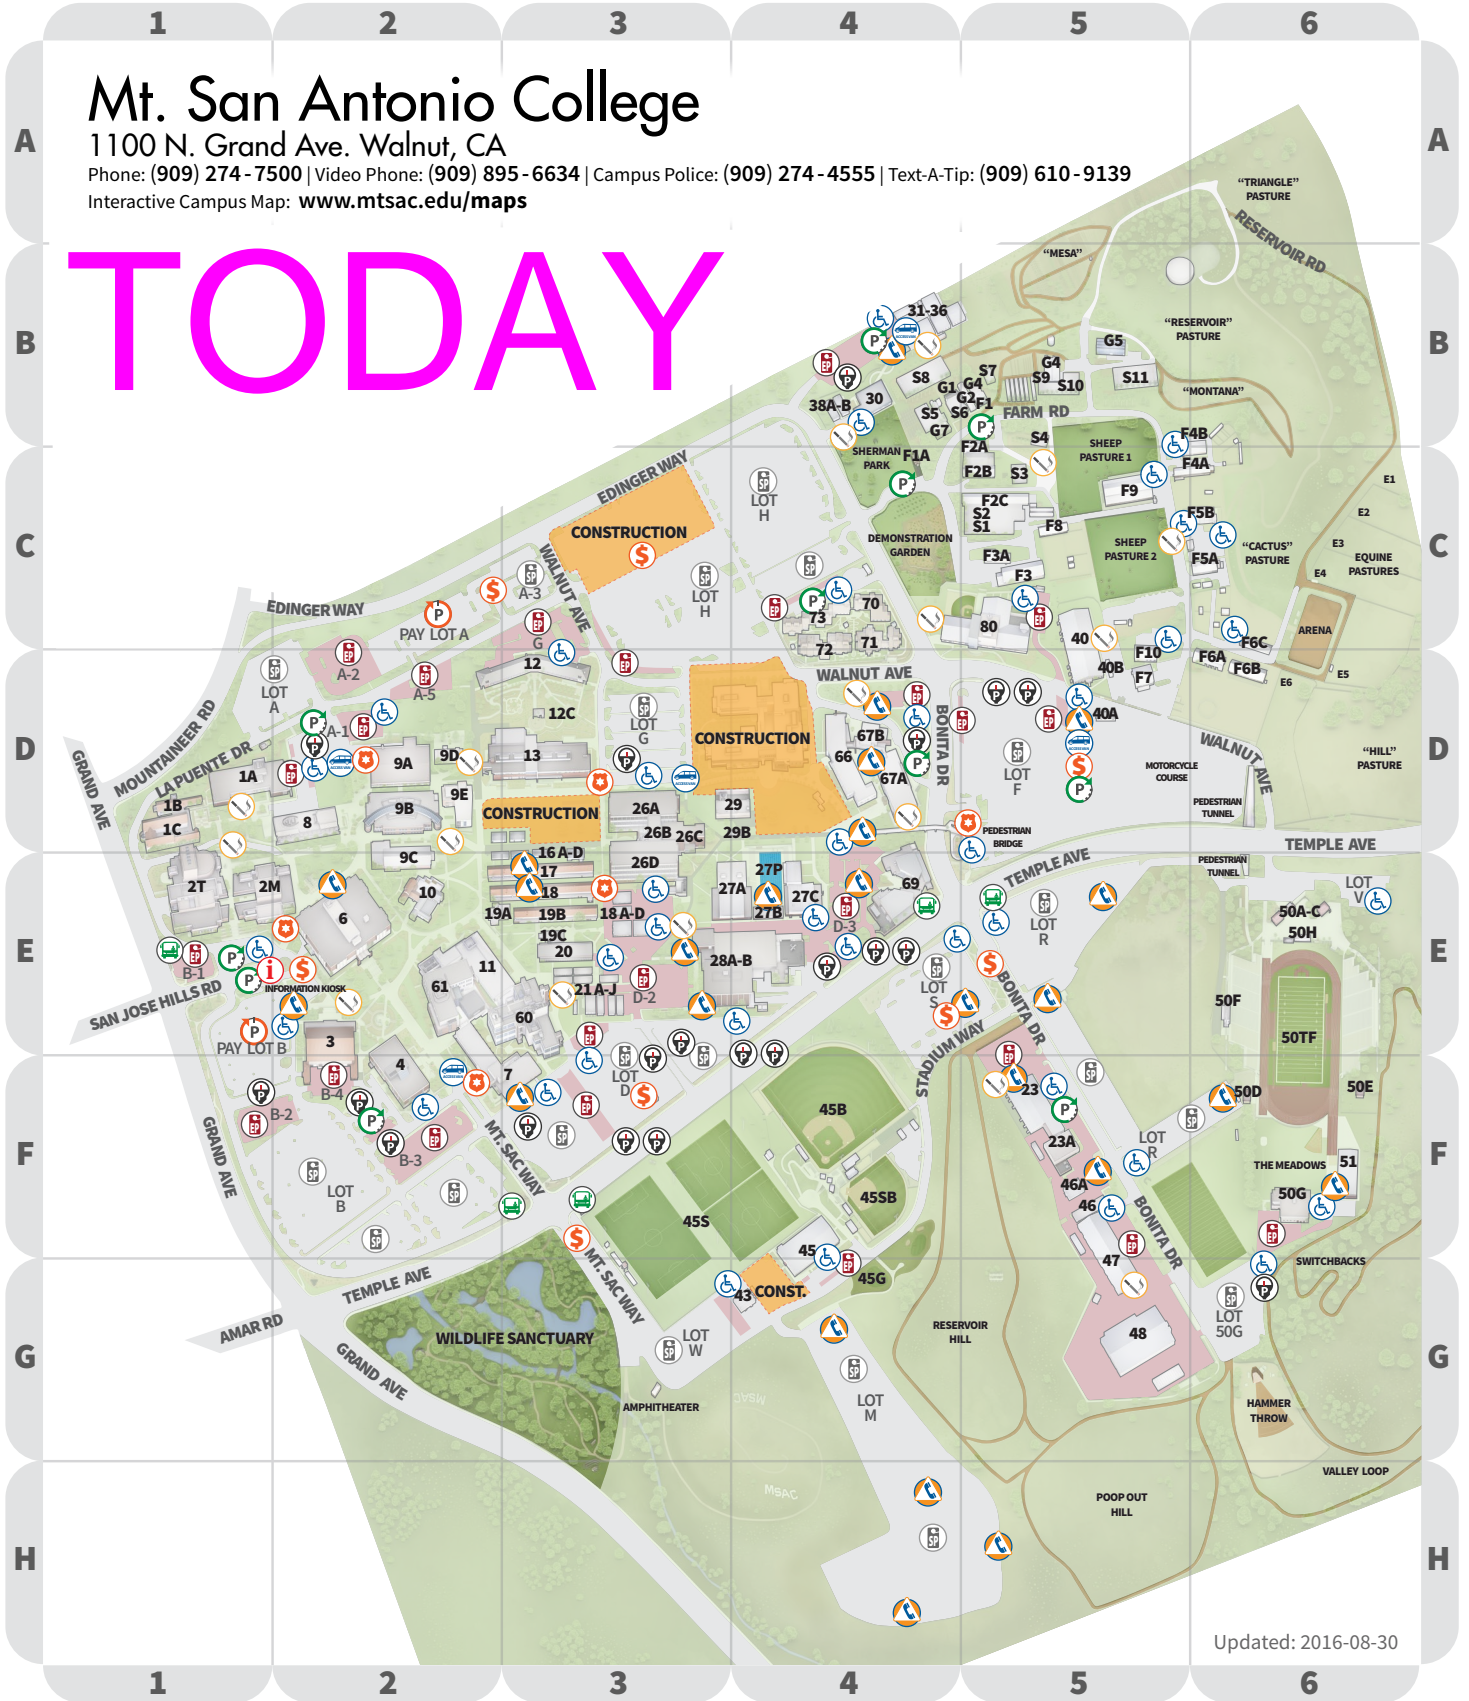 1 2 3 4 5 6
Mt. San Antonio College
1100 N. Grand Ave. Walnut, CA
Phone: (909) 274-7500 | Video Phone: (909) 895-6634 | Campus Police: (909) 274-4555 | Text-A-Tip: (909) 610-9139
Interactive Campus Map: www.mtsac.edu/maps
TODAY
A
A
"TRIANGLE"
PASTURE
RESERVOIR RD
"MESA"
B
B
31-36
"RESERVOIR"
PASTURE
G5
G4
S7
S8
S9
S10
S11
G1
G4
G2
F1
"MONTANA"
30
38A-B
S5
S6
G7
FARM RD
S4
F4B
SHEEP
PASTURE 1
SHERMAN
PARK
F1A
F2A
F2B
S3
F4A
F9
E1
EDINGER WAY
LOT
H
C
C
CONSTRUCTION
F2C
S2
S1
F8
F5B
E2
DEMONSTRATION
GARDEN
SHEEP
PASTURE 2
"CACTUS"
PASTURE
E3
EQUINE
PASTURES
F3A
F5A
F3
E4
WALNUT AVE
A-3
LOT
H
EDINGER WAY
PAY LOT A
G
73
70
71
72
80
40
ARENA
F10
F6C
F6A
F6B
40B
F7
E5
E6
12
A-2
A-5
LOT
A
WALNUT AVE
12C
LOT
G
A-1
MOUNTAINEER RD
LA PUENTE DR
GRAND AVE
D
D
CONSTRUCTION
67B
66
67A
BONITA DR
40A
LOT
F
WALNUT AVE
MOTORCYCLE
COURSE
"HILL"
PASTURE
1A
9A
9D
13
9E
9B
1B
1C
8
CONSTRUCTION
26A
29
26B
26C
29B
PEDESTRIAN
TUNNEL
PEDESTRIAN
BRIDGE
TEMPLE AVE
9C
16 A-D
26D
17
18
27P
27A
27C
27B
69
TEMPLE AVE
PEDESTRIAN
TUNNEL
LOT
V
2T
2M
10
6
19A
19B
18 A-D
D-3
LOT
R
50A-C
50H
E
E
19C
20
28A-B
11
61
21 A-J
D-2
60
B-1
INFORMATION KIOSK
SAN JOSE HILLS RD
PAY LOT B
LOT
S
BONITA DR
STADIUM WAY
50F
50TF
3
4
7
B-4
B-2
B-3
LOT
D
45B
23
50D
50E
23A
F
F
GRAND AVE
MT. SAC WAY
LOT
B
LOT
R
THE MEADOWS
51
46A
46
50G
45SB
45S
45
BONITA DR
47
SWITCHBACKS
MT. SAC WAY
TEMPLE AVE
45G
43
CONST.
LOT
50G
AMAR RD
WILDLIFE SANCTUARY
LOT
W
RESERVOIR
HILL
48
G
G
GRAND AVE
AMPHITHEATER
LOT
M
MSAC
HAMMER
THROW
VALLEY LOOP
MSAC
POOP OUT
HILL
H
H
Updated: 2016-08-30
1 2 3 4 5 6